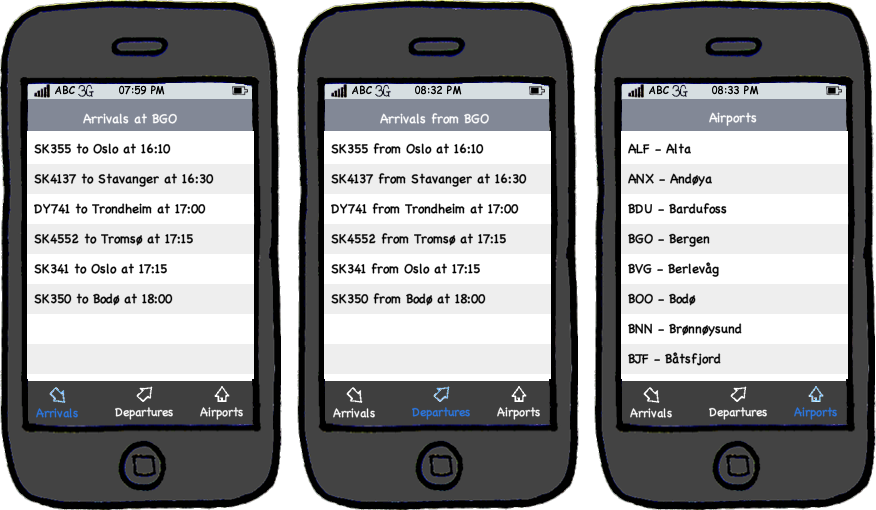 ABC 3G 07:59 PM
Arrivals at BGO
SK355 to Oslo at 16:10
SK4137 to Stavanger at 16:30
DY741 to Trondheim at 17:00
SK4552 to Tromsø at 17:15
SK341 to Oslo at 17:15
SK350 to Bodø at 18:00
Arrivals Departures Airports
ABC 3G 08:32 PM
Arrivals from BGO
SK355 from Oslo at 16:10
SK4137 from Stavanger at 16:30
DY741 from Trondheim at 17:00
SK4552 from Tromsø at 17:15
SK341 from Oslo at 17:15
SK350 from Bodø at 18:00
Arrivals Departures Airports
ABC 3G 08:33 PM
Airports
ALF - Alta
ANX - Andøya
BDU - Bardufoss
BGO - Bergen
BVG - Berlevåg
BOO - Bodø
BNN - Brønnøysund
BJF - Båtsfjord
Arrivals Departures Airports